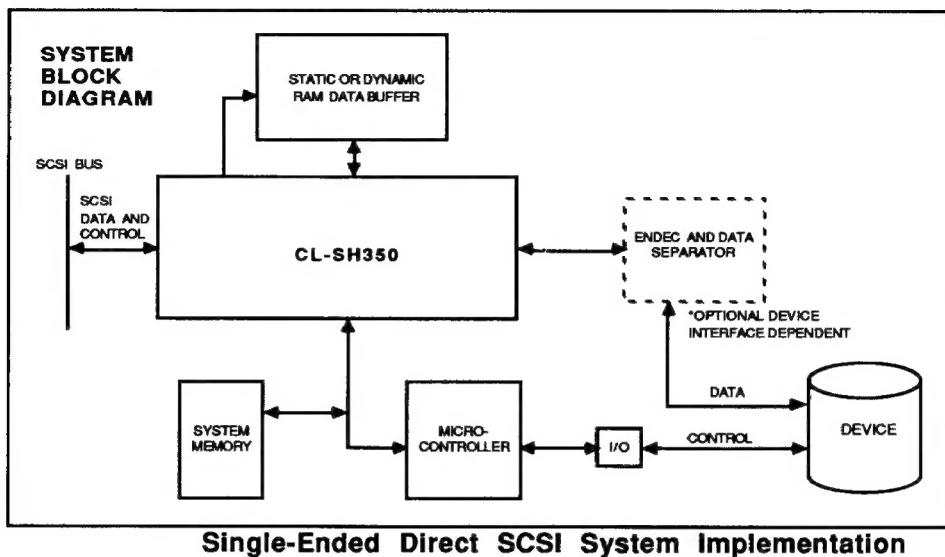 SYSTEM
BLOCK
DIAGRAM
STATIC OR DYNAMIC
RAM DATA BUFFER
SCSI BUS
SCSI
DATA AND
CONTROL
CL-SH350
ENDEC AND DATA
SEPARATOR
*OPTIONAL DEVICE
INTERFACE DEPENDENT
SYSTEM
MEMORY
MICRO-
CONTROLLER
I/O
DATA
CONTROL
DEVICE
Single-Ended Direct SCSI System Implementation